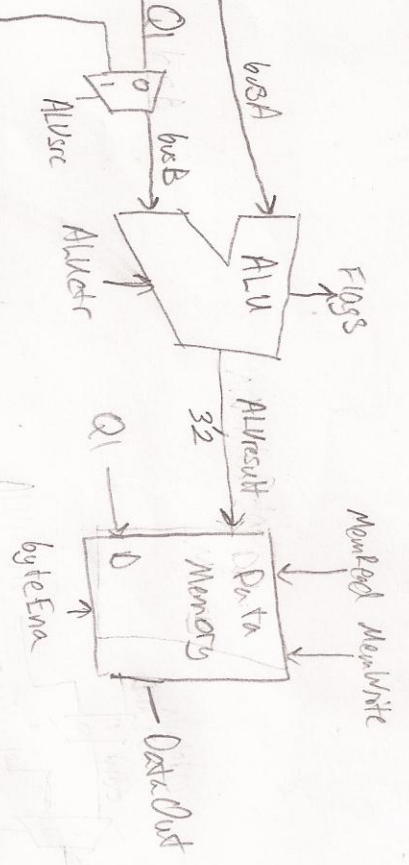 Q1
busA
0
1
ALUsrc
busB
ALU
Flags
ALUctr
ALUresult
32
MemRead
MemWrite
Q1
D
Data
Memory
byteEna
DataOut